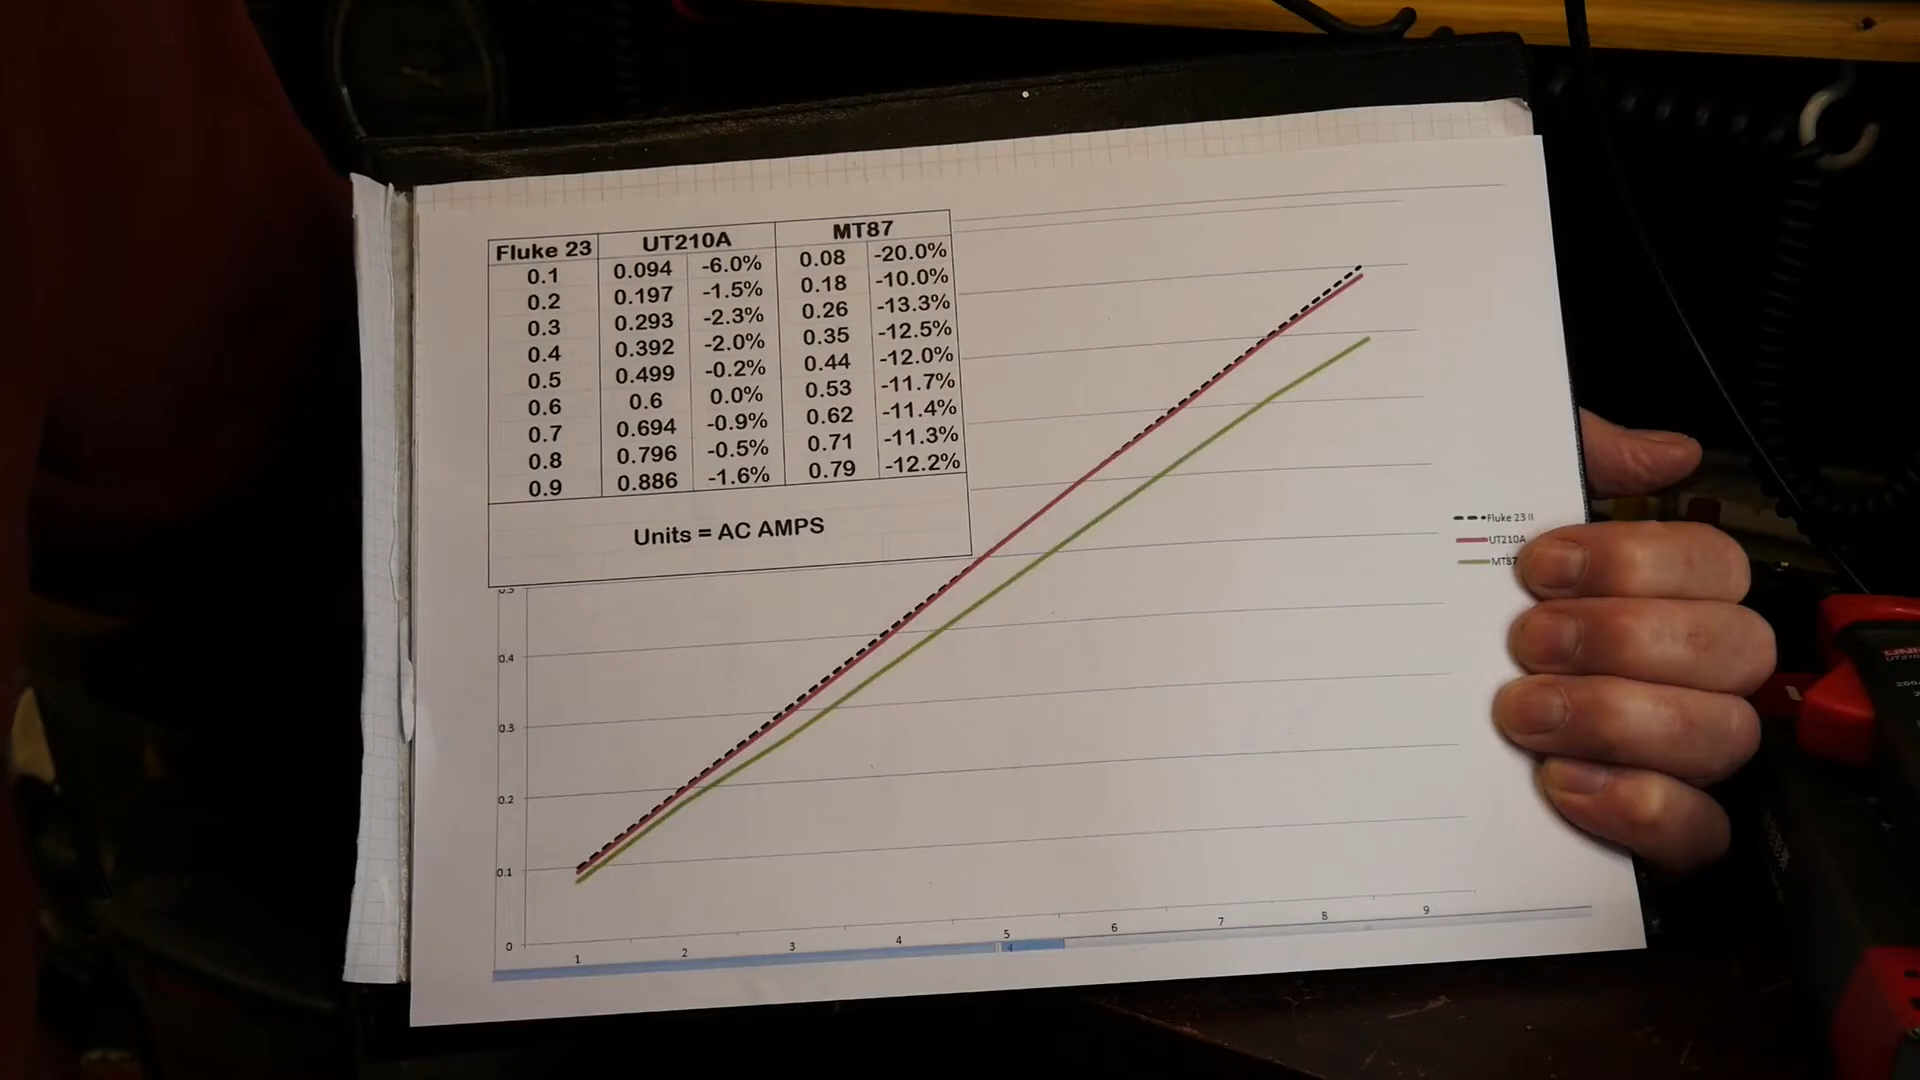 Fluke 23 UT210A MT87
0.1 0.094 -6.0% 0.08 -20.0%
0.2 0.197 -1.5% 0.18 -10.0%
0.3 0.293 -2.3% 0.26 -13.3%
0.4 0.392 -2.0% 0.35 -12.5%
0.5 0.499 -0.2% 0.44 -12.0%
0.6 0.6 0.0% 0.53 -11.7%
0.7 0.694 -0.9% 0.62 -11.4%
0.8 0.796 -0.5% 0.71 -11.3%
0.9 0.886 -1.6% 0.79 -12.2%
Units = AC AMPS
Fluke 23 II
UT210A
MT87
0.4
0.3
0.2
0.1
0
1 2 3 4 5 6 7 8 9